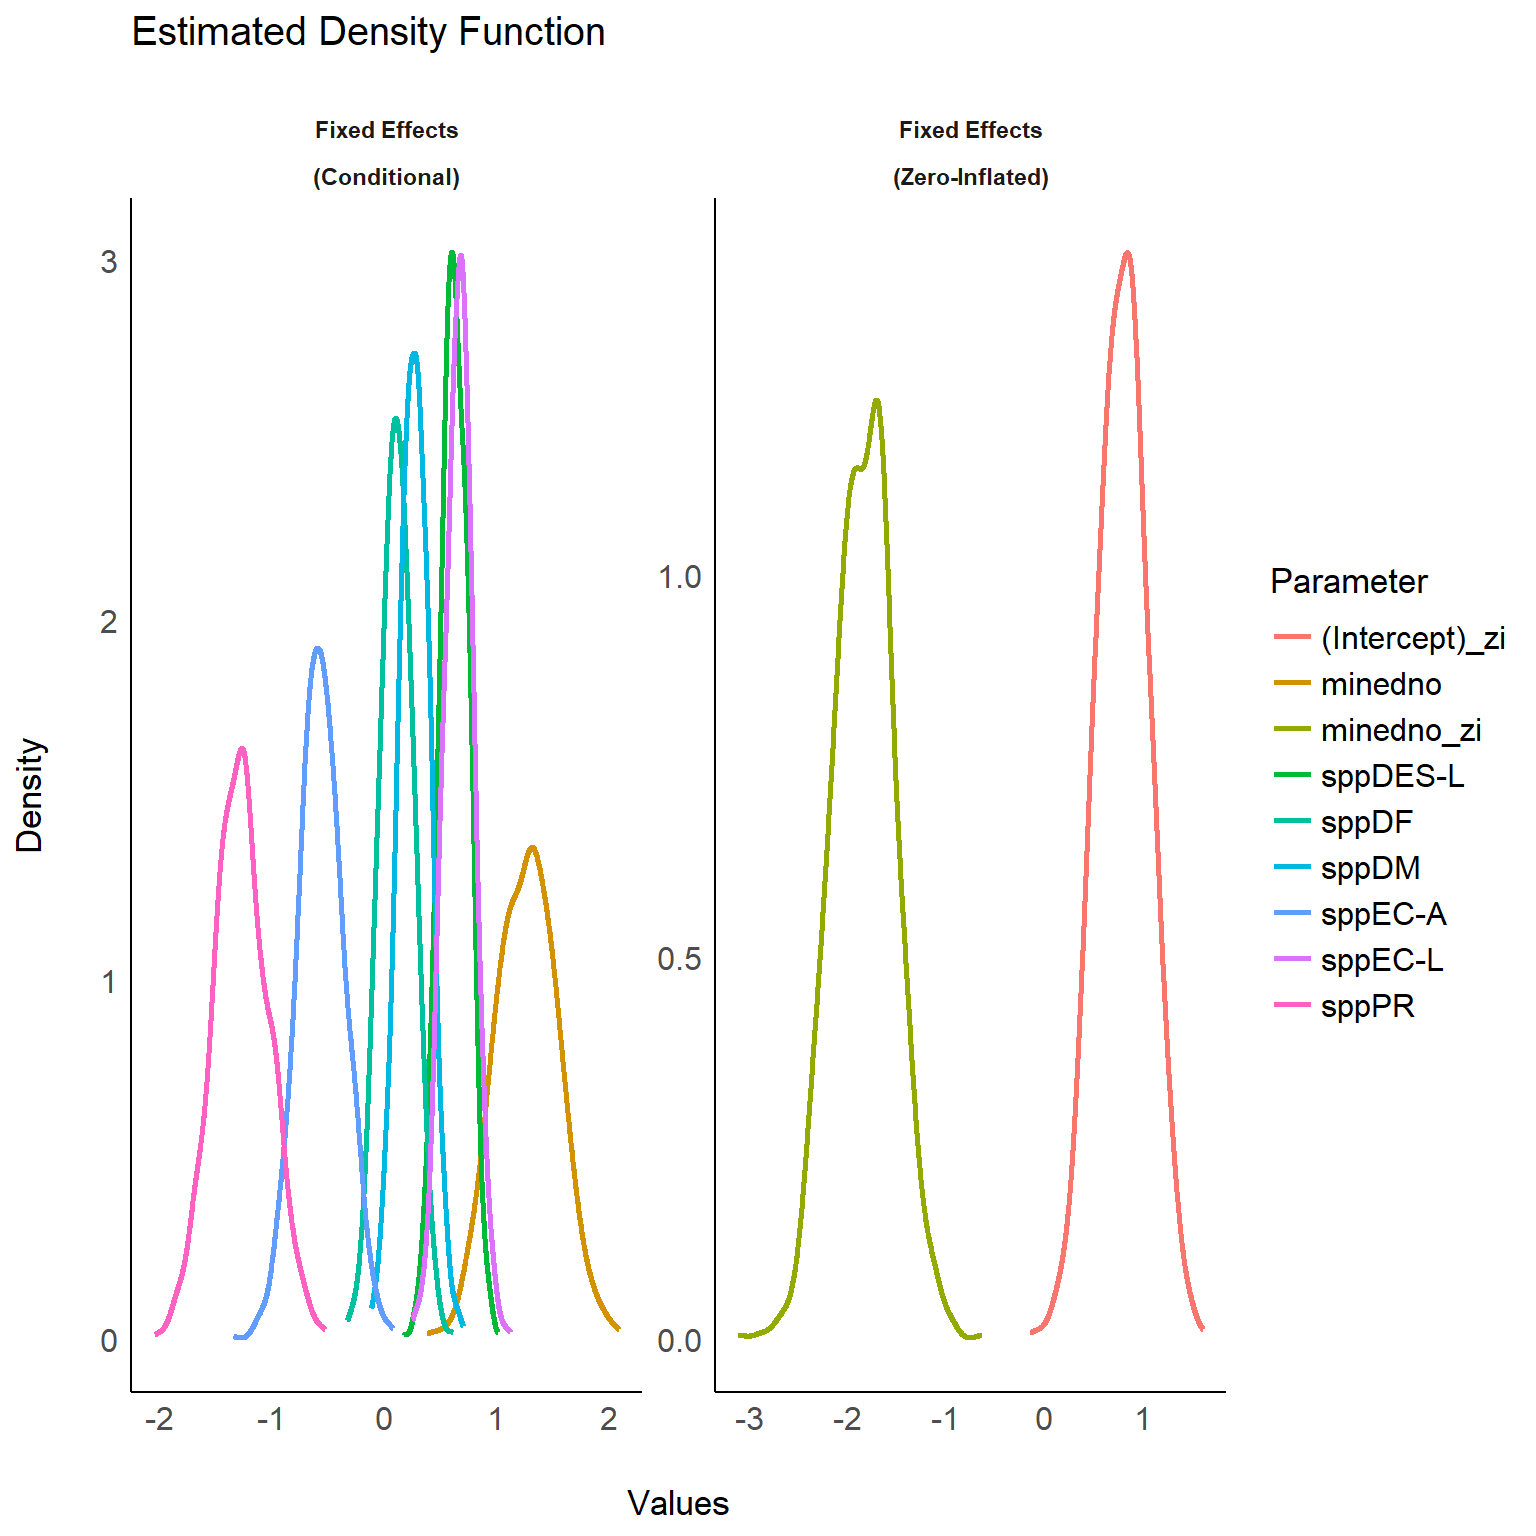 Estimated Density Function
Fixed Effects
(Conditional)
Fixed Effects
(Zero-Inflated)
Density
3
2
1
0
-2 -1 0 1 2
1.0
0.5
0.0
-3 -2 -1 0 1
Values
Parameter
(Intercept)_zi
minedno
minedno_zi
sppDES-L
sppDF
sppDM
sppEC-A
sppEC-L
sppPR